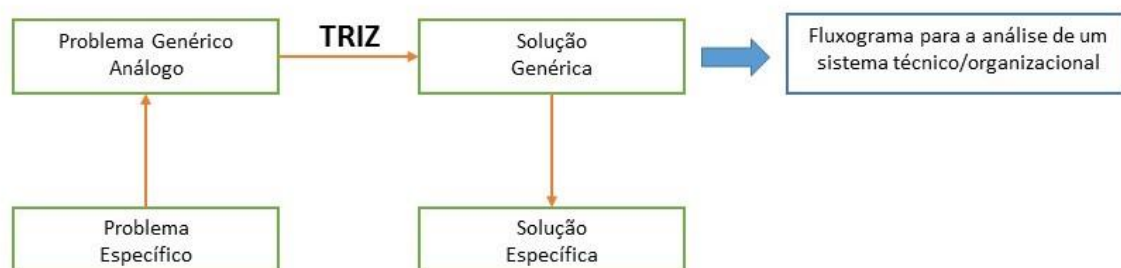 Problema Genérico
Análogo
TRIZ
Solução
Genérica
Fluxograma para a análise de um
sistema técnico/organizacional
Problema
Específico
Solução
Específica